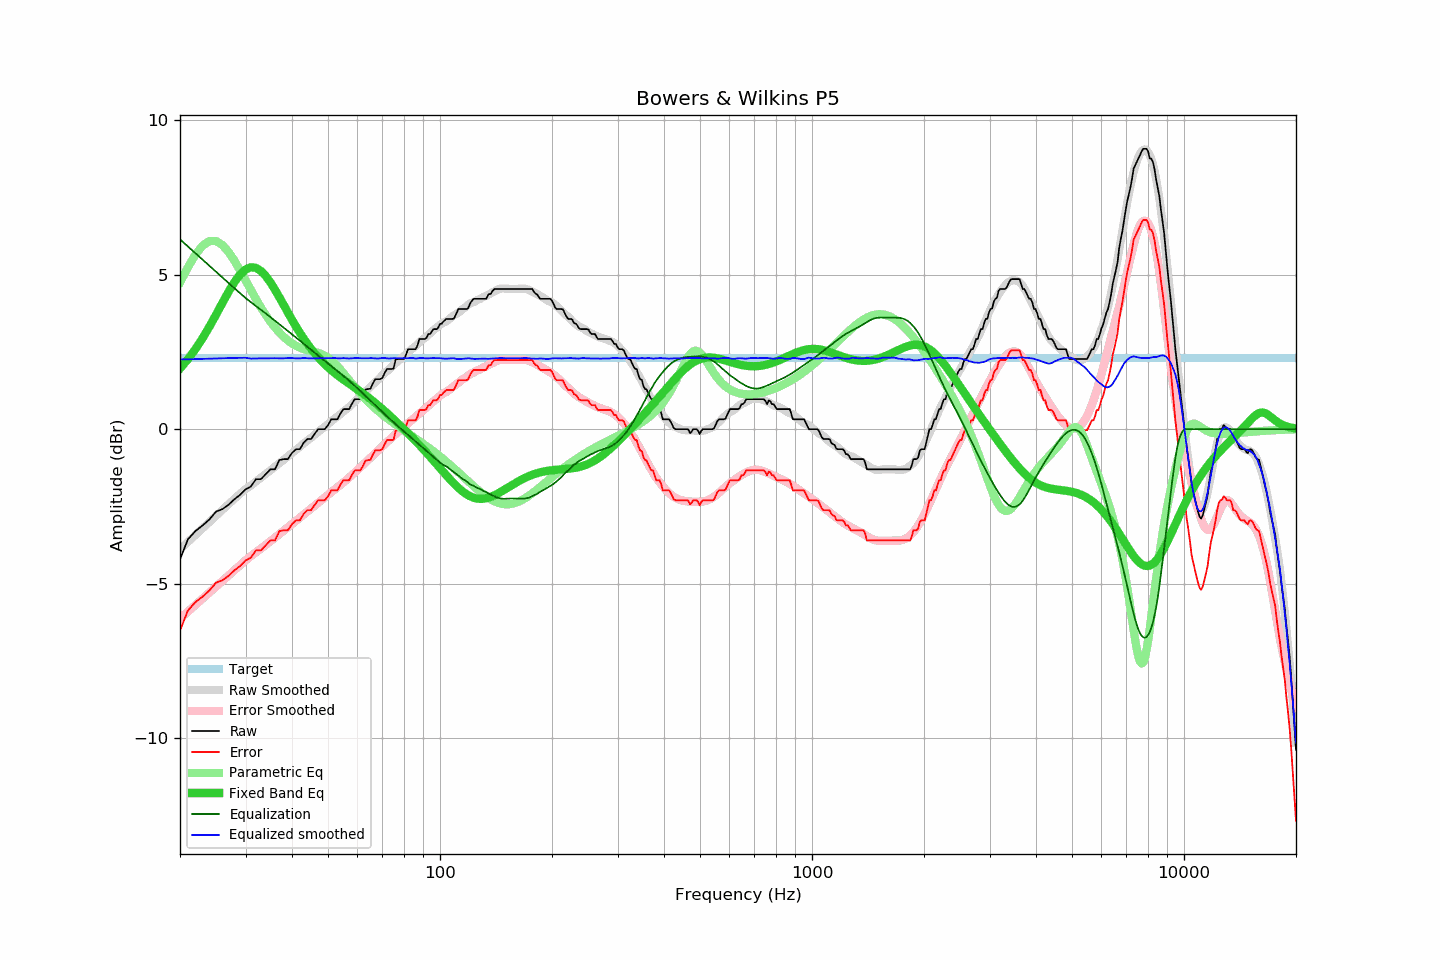 Bowers & Wilkins P5
10
5
0
−5
−10
Amplitude (dBr)
Target
Raw Smoothed
Error Smoothed
Raw
Error
Parametric Eq
Fixed Band Eq
Equalization
Equalized smoothed
100
1000
10000
Frequency (Hz)